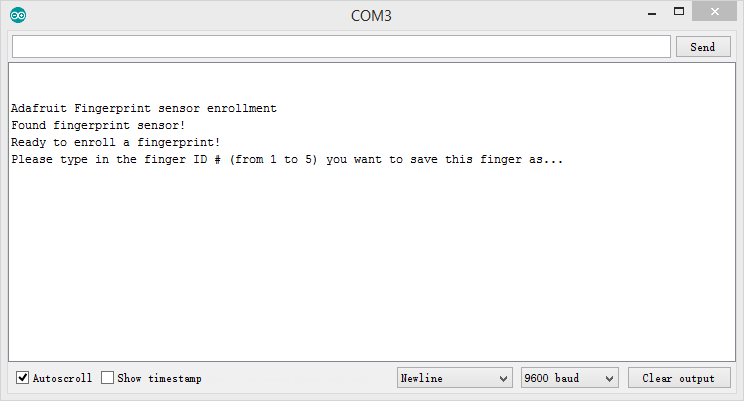 COM3
Send
Adafruit Fingerprint sensor enrollment
Found fingerprint sensor!
Ready to enroll a fingerprint!
Please type in the finger ID # (from 1 to 5) you want to save this finger as...
Autoscroll Show timestamp Newline 9600 baud Clear output